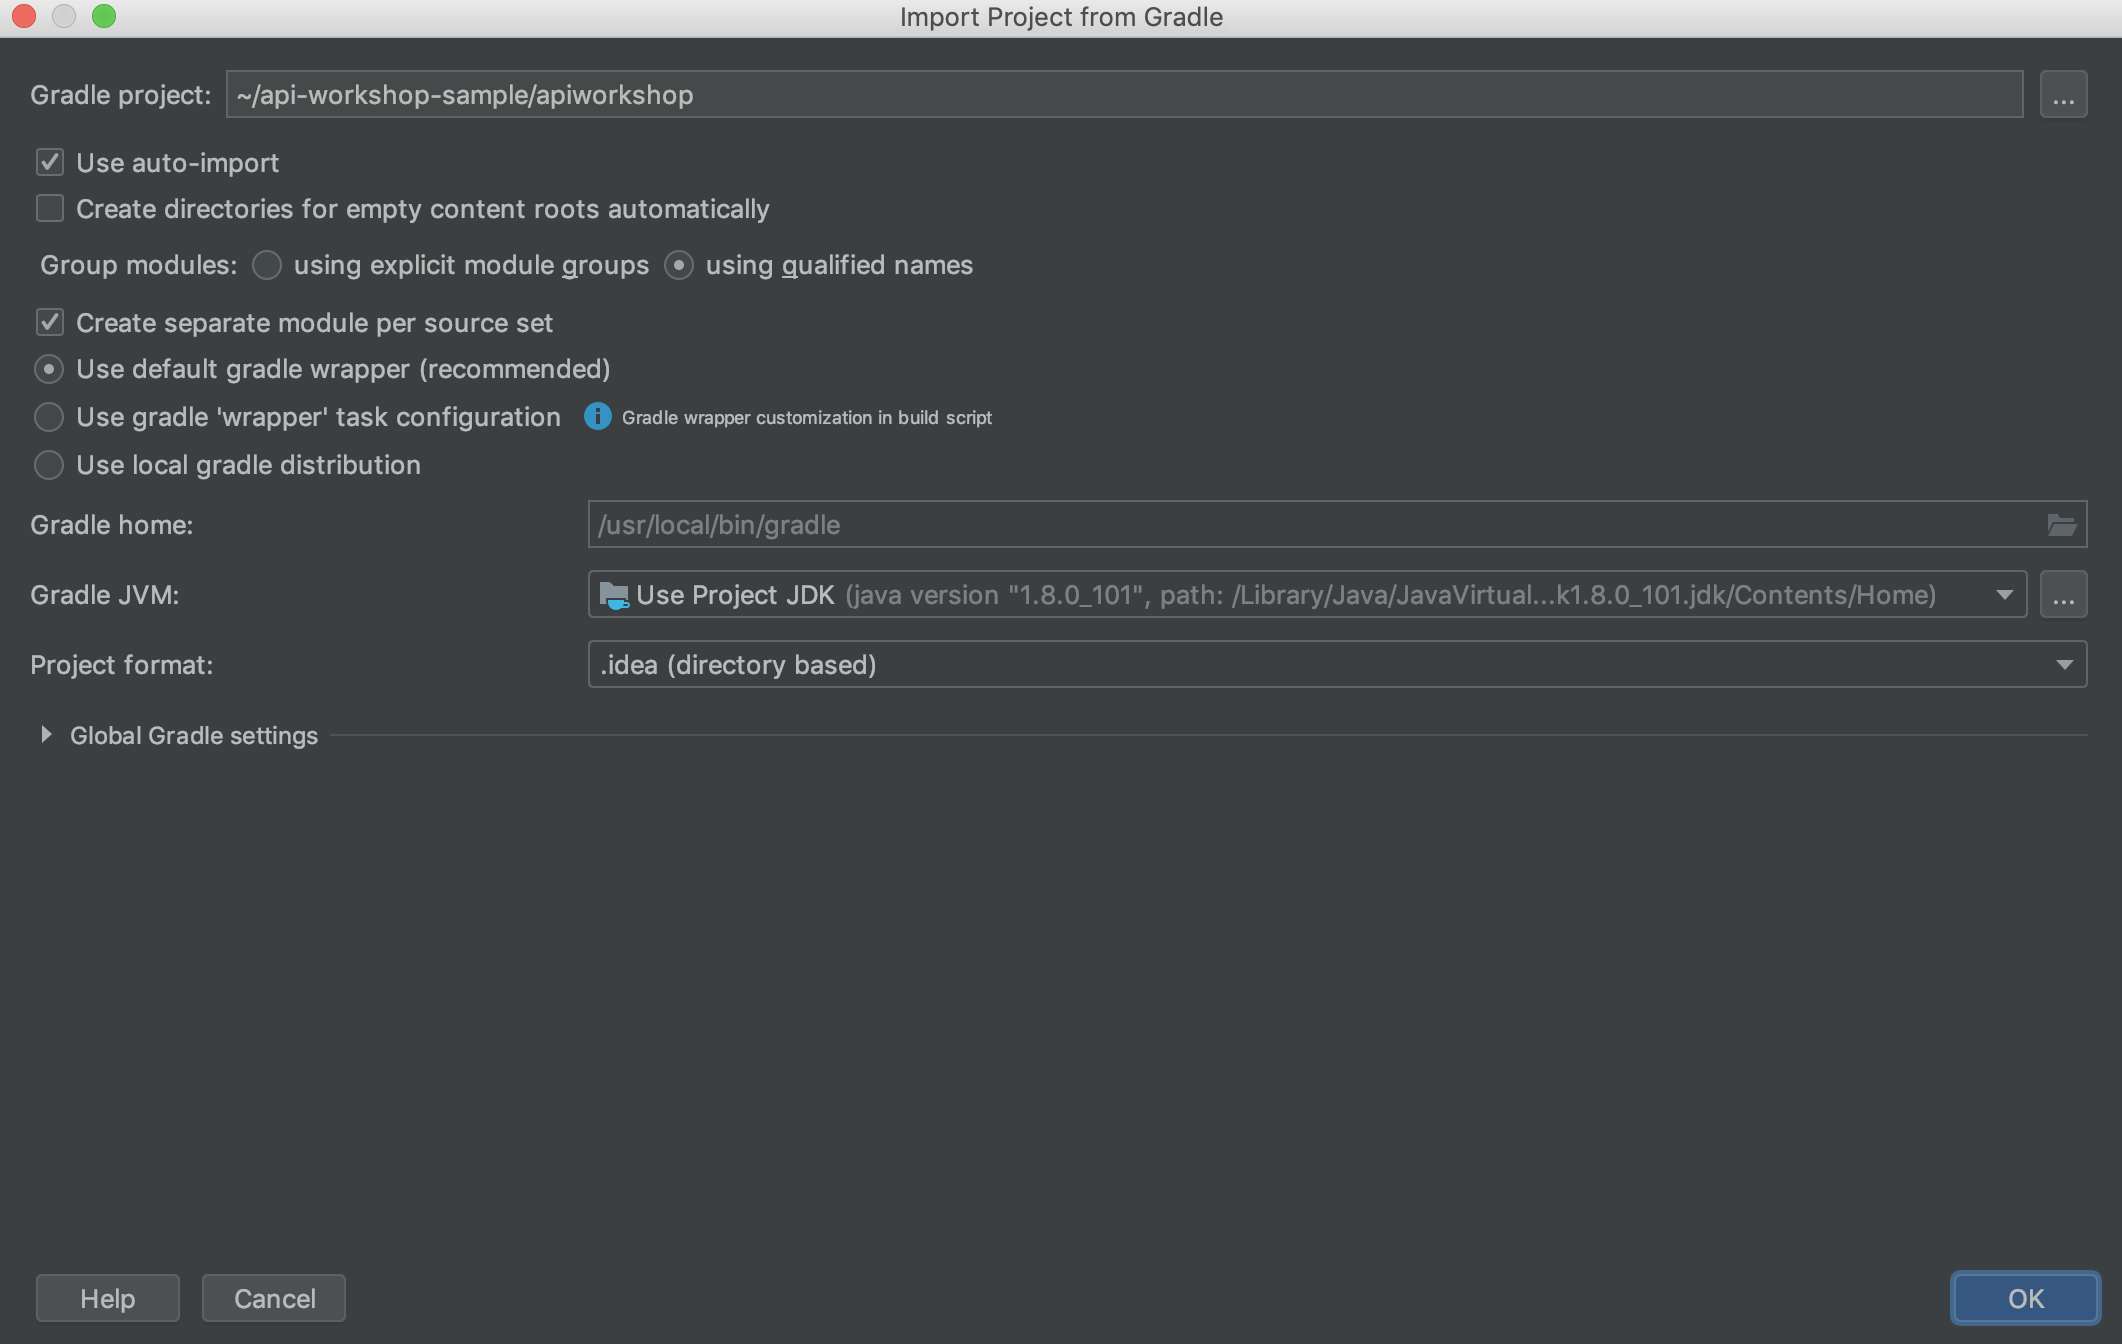 Import Project from Gradle
Gradle project: ~/api-workshop-sample/apiworkshop ...
Use auto-import
Create directories for empty content roots automatically
Group modules: using explicit module groups using qualified names
Create separate module per source set
Use default gradle wrapper (recommended)
Use gradle 'wrapper' task configuration Gradle wrapper customization in build script
Use local gradle distribution
Gradle home: /usr/local/bin/gradle
Gradle JVM: Use Project JDK (java version "1.8.0_101", path: /Library/Java/JavaVirtual...k1.8.0_101.jdk/Contents/Home) ...
Project format: .idea (directory based)
Global Gradle settings
Help Cancel OK